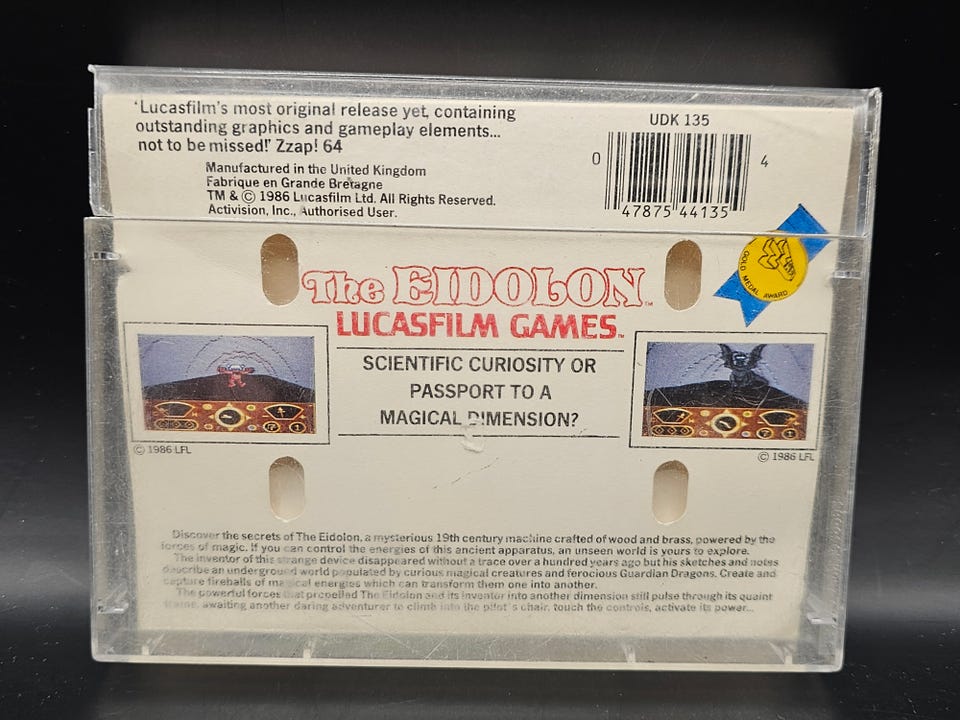 'Lucasfilm's most original release yet, containing
outstanding graphics and gameplay elements...
not to be missed!' Zzap! 64
Manufactured in the United Kingdom
Fabrique en Grande Bretagne
TM & © 1986 Lucasfilm Ltd. All Rights Reserved.
Activision, Inc., Authorised User.
UDK 135
0 47875 44135 4
GOLD MEDAL AWARD
The EIDOLON™
LUCASFILM GAMES™
SCIENTIFIC CURIOSITY OR
PASSPORT TO A
MAGICAL DIMENSION?
© 1986 LFL
© 1986 LFL
Discover the secrets of The Eidolon, a mysterious 19th century machine crafted of wood and brass, powered by the
forces of magic. If you can control the energies of this ancient apparatus, an unseen world is yours to explore.
The inventor of this strange device disappeared without a trace over a hundred years ago but his sketches and notes
describe an underground world populated by curious magical creatures and ferocious Guardian Dragons. Create and
capture fireballs of magical energies which can transform them one into another.
The powerful forces that propelled The Eidolon and its inventor into another dimension still pulse through its quaint
frame, awaiting another daring adventurer to climb into the pilot's chair, touch the controls, activate its power...